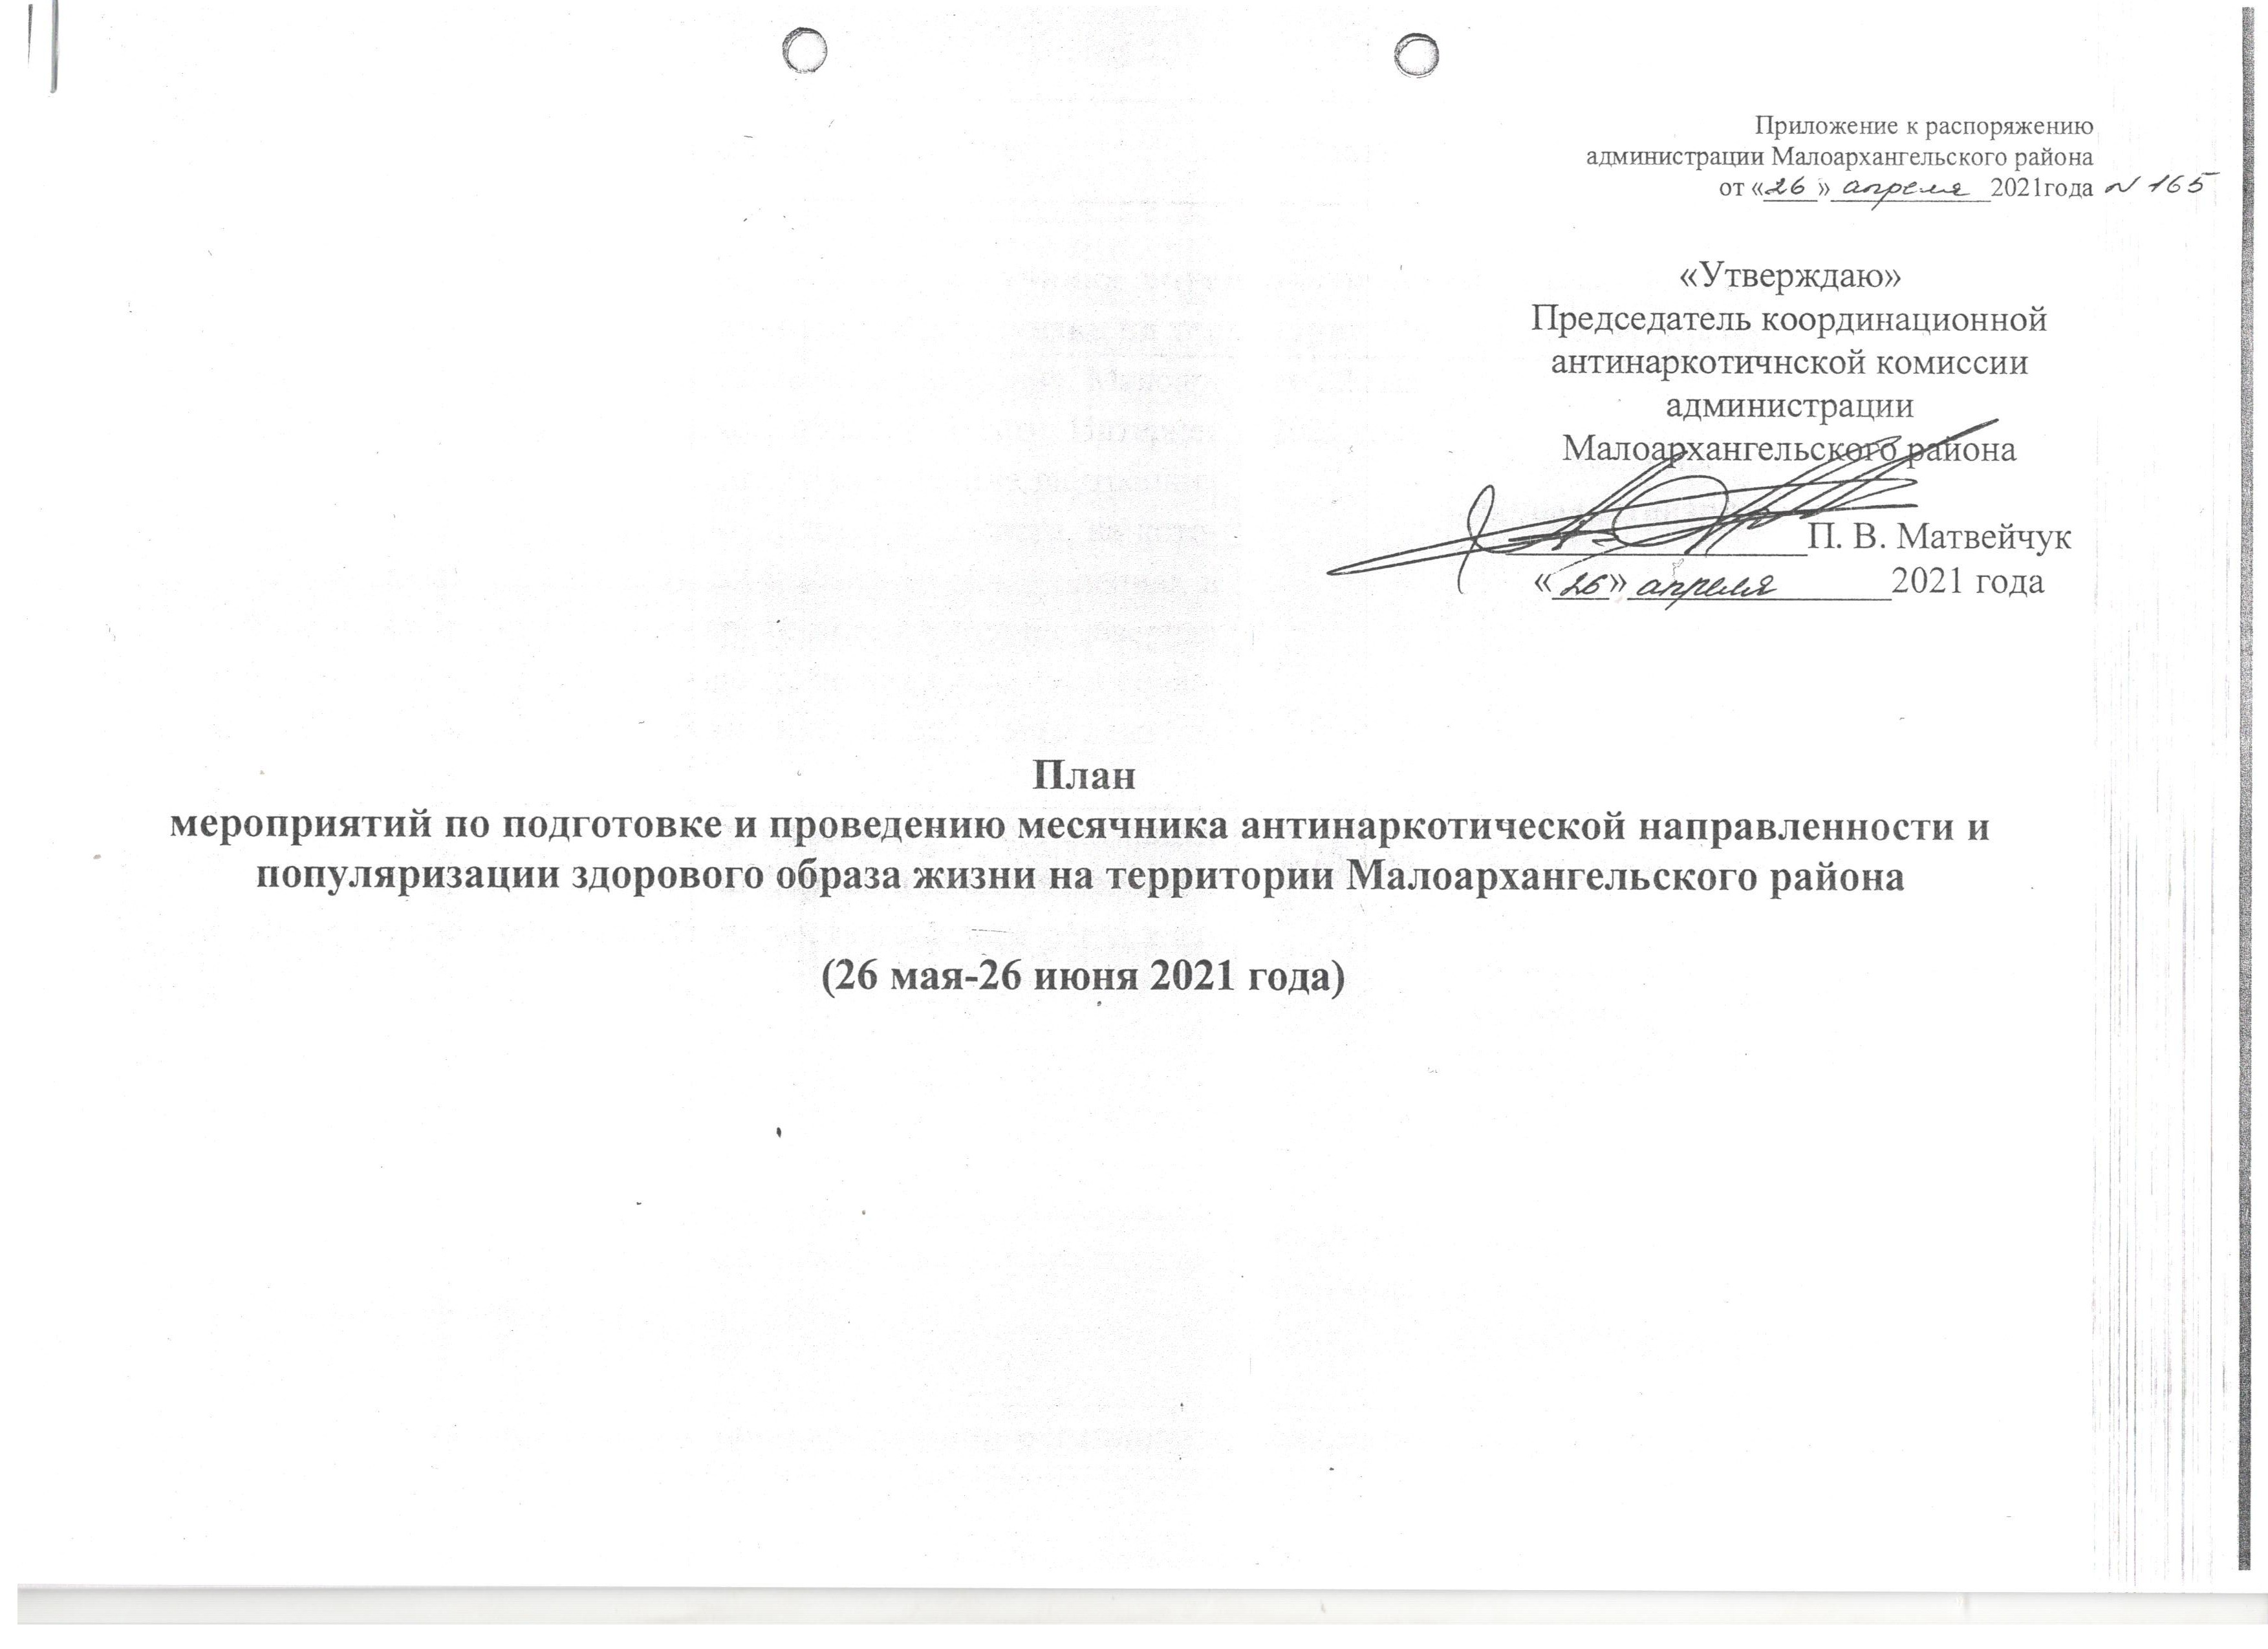 Приложение к распоряжению
администрации Малоархангельского района
от «26» апреля 2021года N 165
«Утверждаю»
Председатель координационной
антинаркотичнской комиссии
администрации
Малоархангельского района
П. В. Матвейчук
«26» апреля 2021 года
План
мероприятий по подготовке и проведению месячника антинаркотической направленности и
популяризации здорового образа жизни на территории Малоархангельского района
(26 мая-26 июня 2021 года)